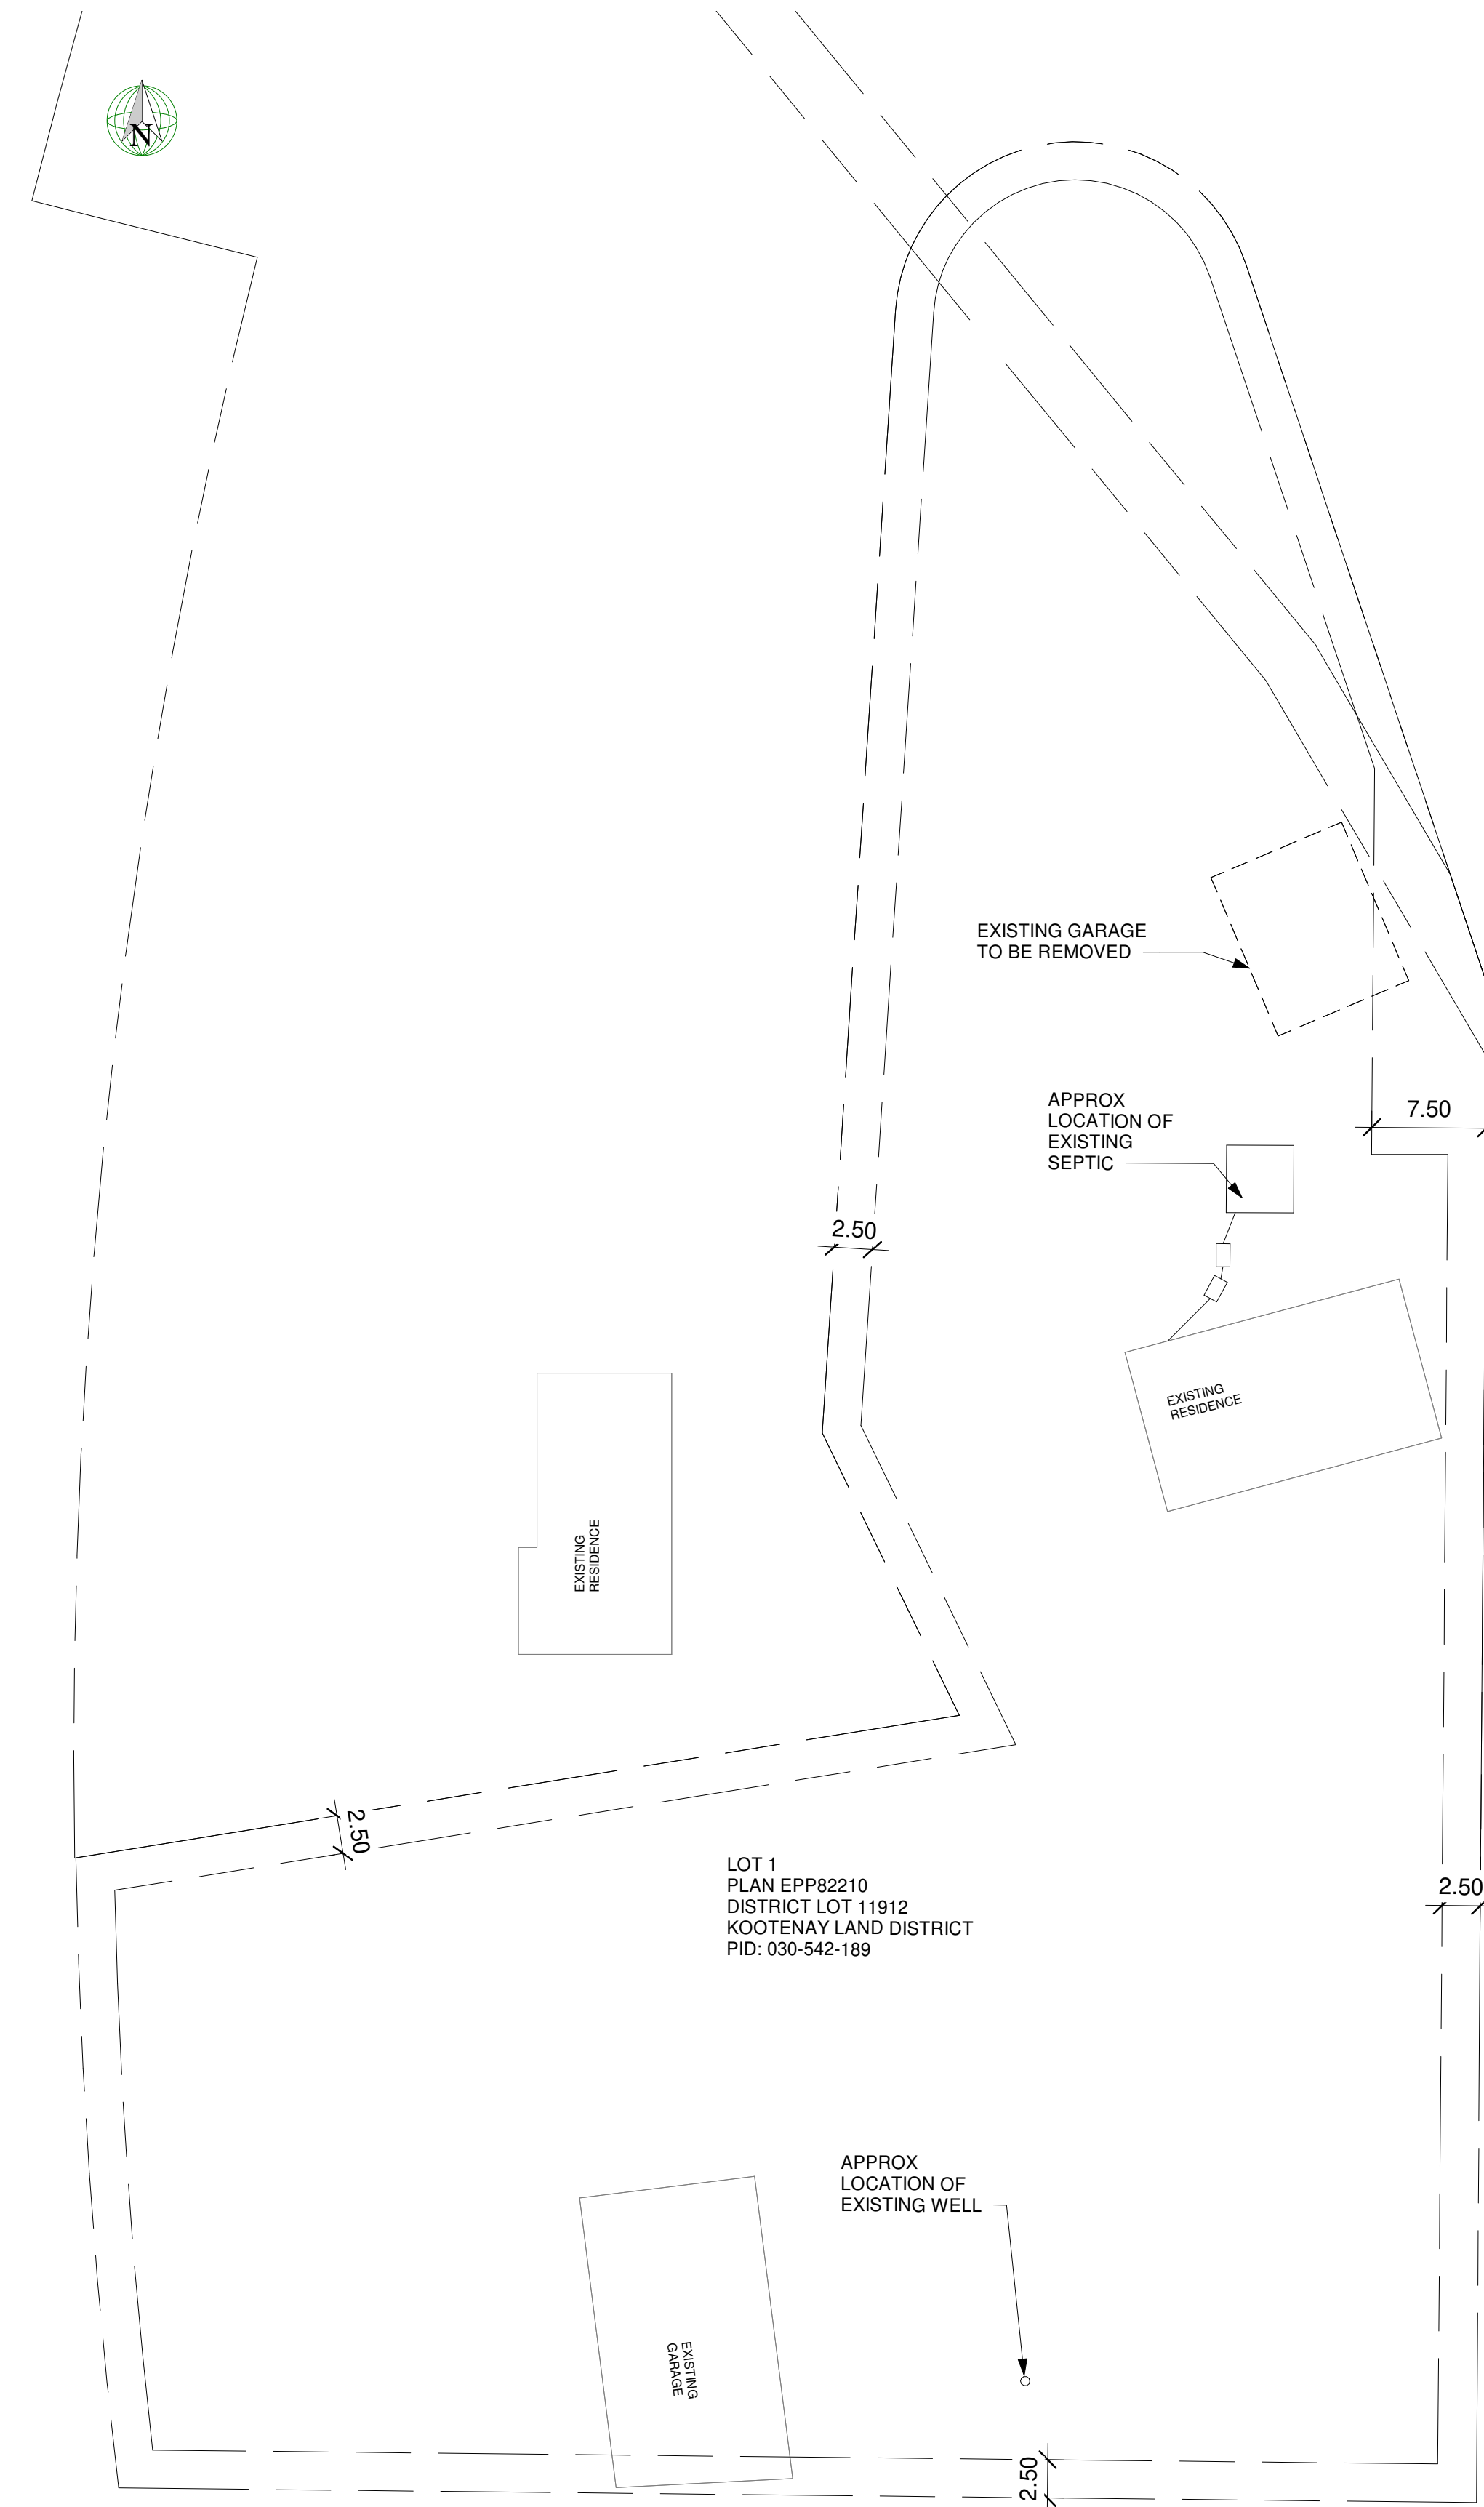 N
EXISTING GARAGE
TO BE REMOVED
APPROX
LOCATION OF
EXISTING
SEPTIC
7.50
2.50
EXISTING
RESIDENCE
EXISTING
RESIDENCE
2.50
LOT 1
PLAN EPP82210
DISTRICT LOT 11912
KOOTENAY LAND DISTRICT
PID: 030-542-189
2.50
APPROX
LOCATION OF
EXISTING WELL
EXISTING
GARAGE
2.50